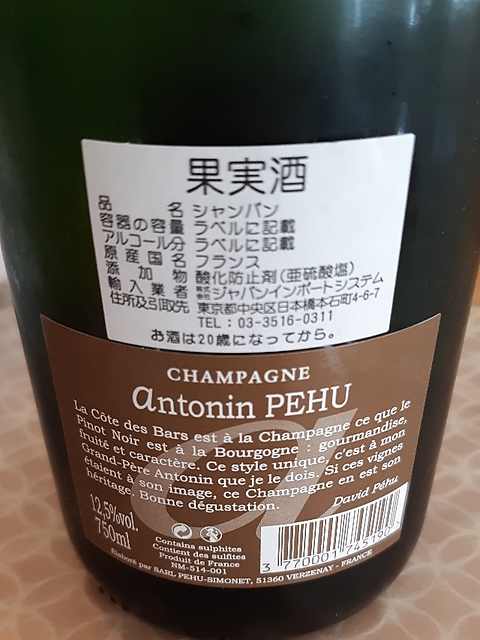 果実酒
品 名 シャンパン
容器の容量 ラベルに記載
アルコール分 ラベルに記載
原産国名 フランス
添加物 酸化防止剤(亜硫酸塩)
輸入業者 株式会社ジャパンインポートシステム
住所及引取先 東京都中央区日本橋本石町4-6-7
TEL:03-3516-0311
お酒は20歳になってから。
CHAMPAGNE
antonin PEHU
La Côte des Bars est à la Champagne ce que le
Pinot Noir est à la Bourgogne : gourmandise,
fruité et caractère. Ce style unique, c'est à mon
Grand-Père Antonin que je le dois. Si ces vignes
étaient à son image, ce Champagne en est son
héritage. Bonne dégustation.
David Péhu
12,5%vol.
750ml
Contains sulphites
Contient des sulfites
Produit de France
NM-514-001
Elaboré par SARL PEHU-SIMONET, 51360 VERZENAY - FRANCE